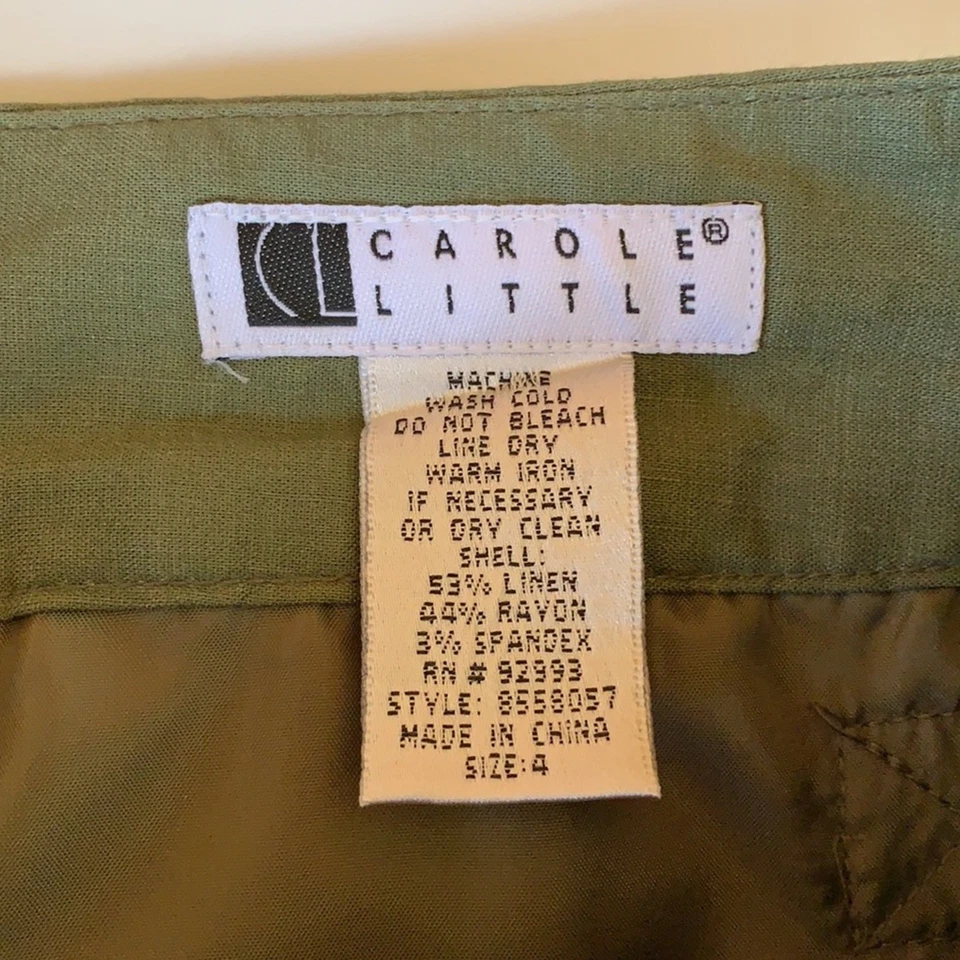 CL CAROLE®
LITTLE
MACHINE
WASH COLD
DO NOT BLEACH
LINE DRY
WARM IRON
IF NECESSARY
OR DRY CLEAN
SHELL:
53% LINEN
44% RAYON
3% SPANDEX
RN # 92993
STYLE: 8558057
MADE IN CHINA
SIZE:4